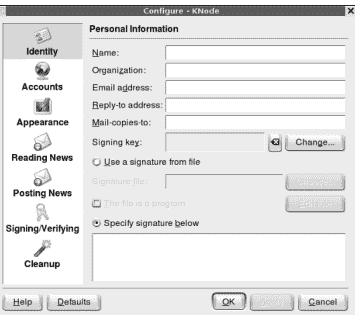 Configure - KNode
Identity
Accounts
Appearance
Reading News
Posting News
Signing/Verifying
Cleanup
Personal Information
Name:
Organization:
Email address:
Reply-to address:
Mail-copies-to:
Signing key:
Change...
Use a signature from file
Signature file:
The file is a program
Specify signature below
Help
Defaults
OK
Cancel